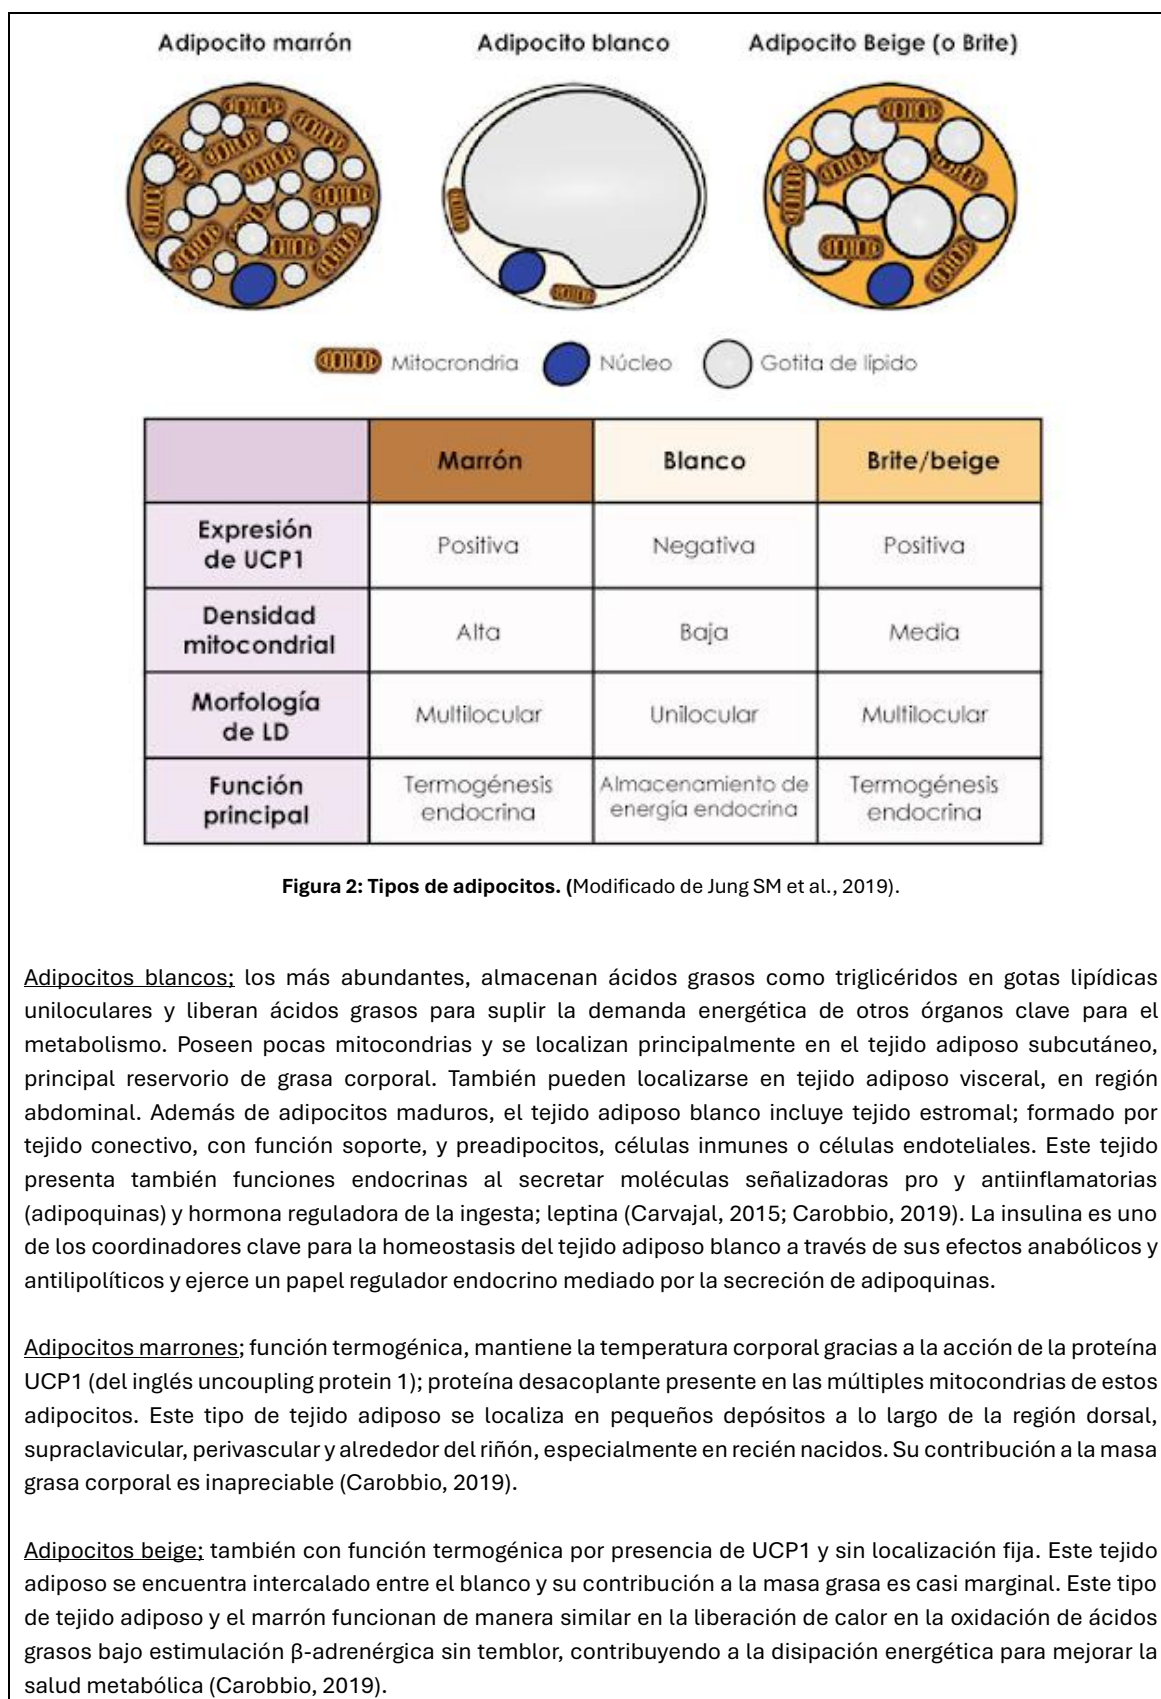 Adipocito marrón
Adipocito blanco
Adipocito Beige (o Brite)
Mitocrondria
Núcleo
Gotita de lípido
Marrón
Blanco
Brite/beige
Expresión
de UCP1
Positiva
Negativa
Positiva
Densidad
mitocondrial
Alta
Baja
Media
Morfología
de LD
Multilocular
Unilocular
Multilocular
Función
principal
Termogénesis
endocrina
Almacenamiento de
energía endocrina
Termogénesis
endocrina
Figura 2: Tipos de adipocitos. (Modificado de Jung SM et al., 2019).
Adipocitos blancos; los más abundantes, almacenan ácidos grasos como triglicéridos en gotas lipídicas
uniloculares y liberan ácidos grasos para suplir la demanda energética de otros órganos clave para el
metabolismo. Poseen pocas mitocondrias y se localizan principalmente en el tejido adiposo subcutáneo,
principal reservorio de grasa corporal. También pueden localizarse en tejido adiposo visceral, en región
abdominal. Además de adipocitos maduros, el tejido adiposo blanco incluye tejido estromal; formado por
tejido conectivo, con función soporte, y preadipocitos, células inmunes o células endoteliales. Este tejido
presenta también funciones endocrinas al secretar moléculas señalizadoras pro y antiinflamatorias
(adipoquinas) y hormona reguladora de la ingesta; leptina (Carvajal, 2015; Carobbio, 2019). La insulina es uno
de los coordinadores clave para la homeostasis del tejido adiposo blanco a través de sus efectos anabólicos y
antilipolíticos y ejerce un papel regulador endocrino mediado por la secreción de adipoquinas.
Adipocitos marrones; función termogénica, mantiene la temperatura corporal gracias a la acción de la proteína
UCP1 (del inglés uncoupling protein 1); proteína desacoplante presente en las múltiples mitocondrias de estos
adipocitos. Este tipo de tejido adiposo se localiza en pequeños depósitos a lo largo de la región dorsal,
supraclavicular, perivascular y alrededor del riñón, especialmente en recién nacidos. Su contribución a la masa
grasa corporal es inapreciable (Carobbio, 2019).
Adipocitos beige; también con función termogénica por presencia de UCP1 y sin localización fija. Este tejido
adiposo se encuentra intercalado entre el blanco y su contribución a la masa grasa es casi marginal. Este tipo
de tejido adiposo y el marrón funcionan de manera similar en la liberación de calor en la oxidación de ácidos
grasos bajo estimulación β-adrenérgica sin temblor, contribuyendo a la disipación energética para mejorar la
salud metabólica (Carobbio, 2019).